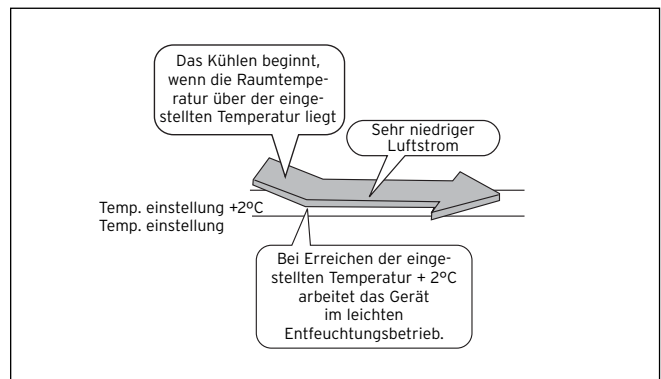 Das Kühlen beginnt,
wenn die Raumtempe-
ratur über der einge-
stellten Temperatur liegt
Sehr niedriger
Luftstrom
Temp. einstellung +2ºC
Temp. einstellung
Bei Erreichen der einge-
stellten Temperatur + 2ºC
arbeitet das Gerät
im leichten
Entfeuchtungsbetrieb.